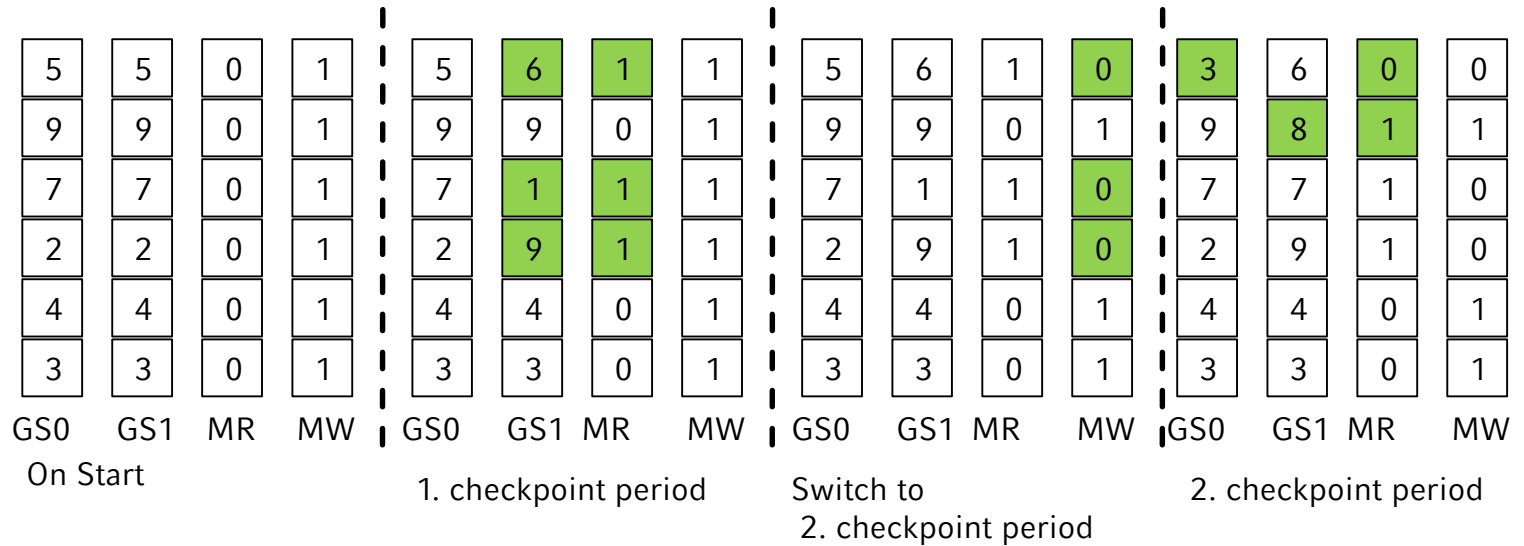 5 5 0 1 5 6 1 1 5 6 1 0 3 6 0 0
9 9 0 1 9 9 0 1 9 9 0 1 9 8 1 1
7 7 0 1 7 1 1 1 7 1 1 0 7 7 1 0
2 2 0 1 2 9 1 1 2 9 1 0 2 9 1 0
4 4 0 1 4 4 0 1 4 4 0 1 4 4 0 1
3 3 0 1 3 3 0 1 3 3 0 1 3 3 0 1
GS0 GS1 MR MW GS0 GS1 MR MW GS0 GS1 MR MW GS0 GS1 MR MW
On Start
1. checkpoint period
Switch to
2. checkpoint period
2. checkpoint period